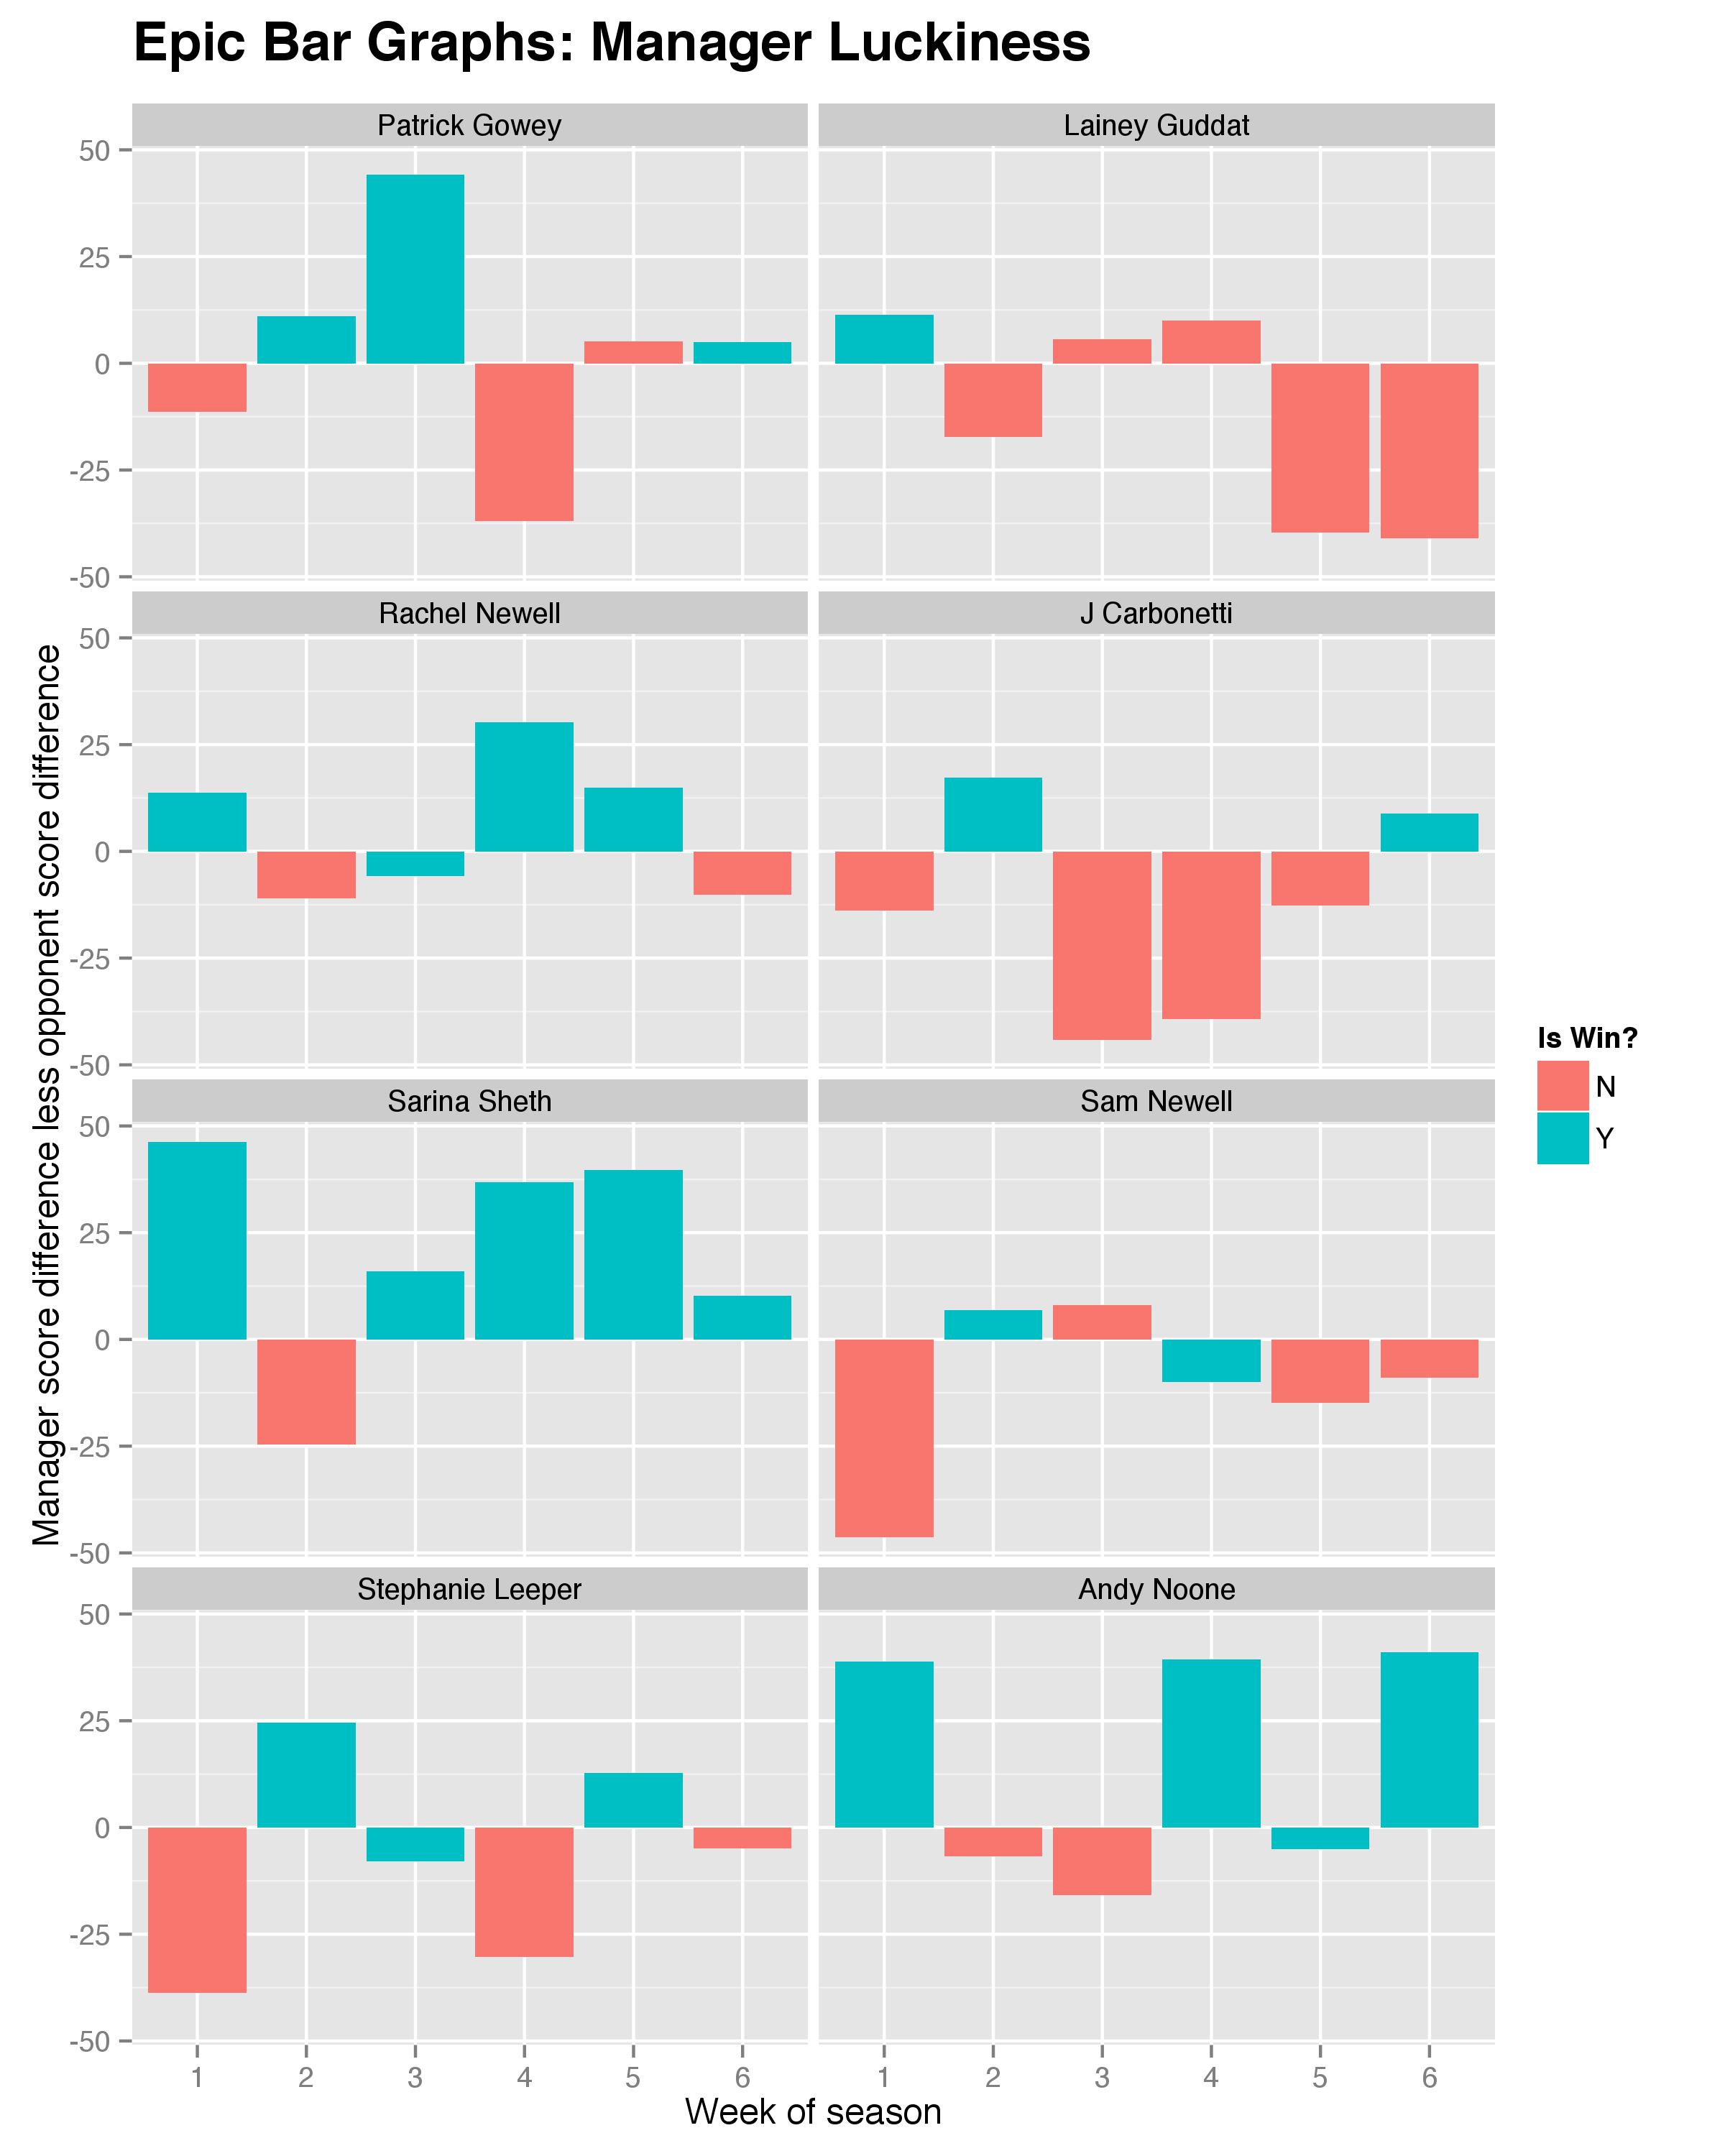 Epic Bar Graphs: Manager Luckiness
Patrick Gowey
Lainey Guddat
50
25
0
-25
-50
Rachel Newell
J Carbonetti
50
25
0
-25
-50
Sarina Sheth
Sam Newell
50
25
0
-25
-50
Stephanie Leeper
Andy Noone
50
25
0
-25
-50
1 2 3 4 5 6
1 2 3 4 5 6
Week of season
Manager score difference less opponent score difference
Is Win?
N
Y